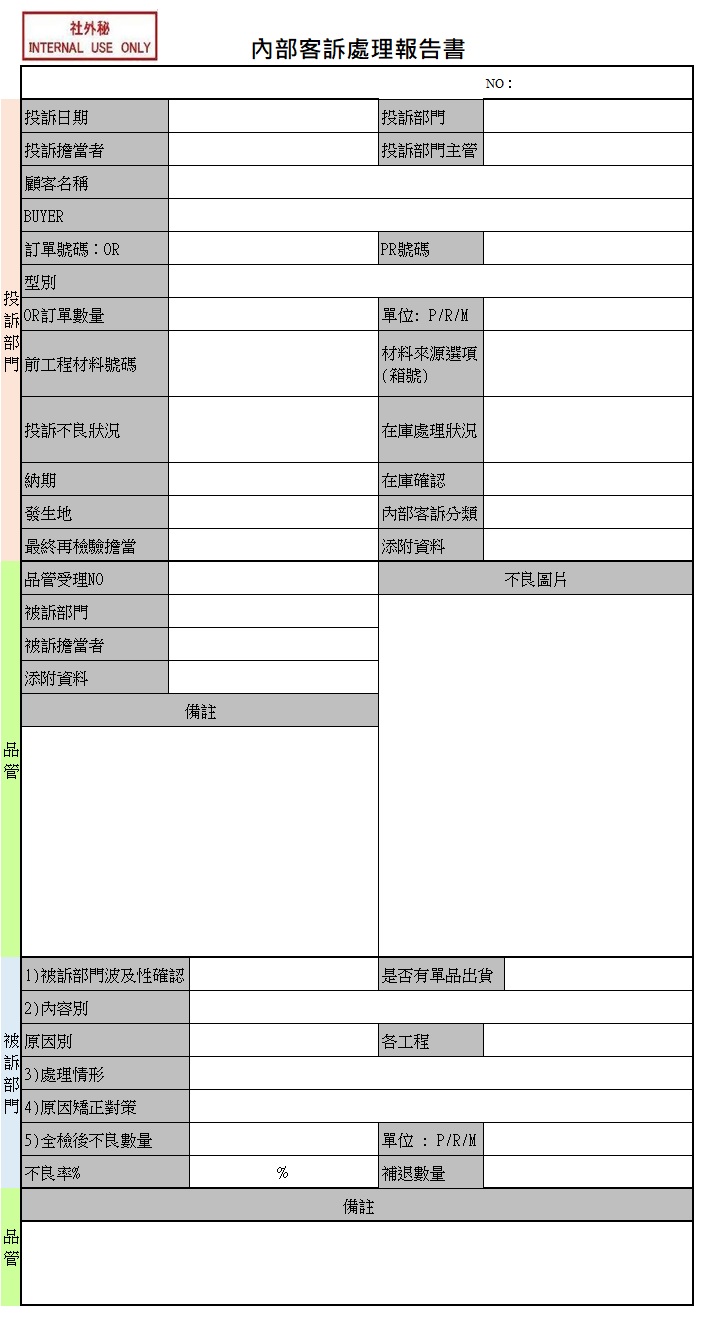 社外秘
INTERNAL USE ONLY
內部客訴處理報告書
NO：
投訴部門
投訴日期
投訴部門
投訴擔當者
投訴部門主管
顧客名稱
BUYER
訂單號碼：OR
PR號碼
型別
OR訂單數量
單位: P/R/M
前工程材料號碼
材料來源選項
(箱號)
投訴不良狀況
在庫處理狀況
納期
在庫確認
發生地
內部客訴分類
最終再檢驗擔當
添附資料
品管
品管受理NO
不良圖片
被訴部門
被訴擔當者
添附資料
備註
被訴部門
1)被訴部門波及性確認
是否有單品出貨
2)內容別
原因別
各工程
3)處理情形
4)原因矯正對策
5)全檢後不良數量
單位 : P/R/M
不良率%
%
補退數量
品管
備註